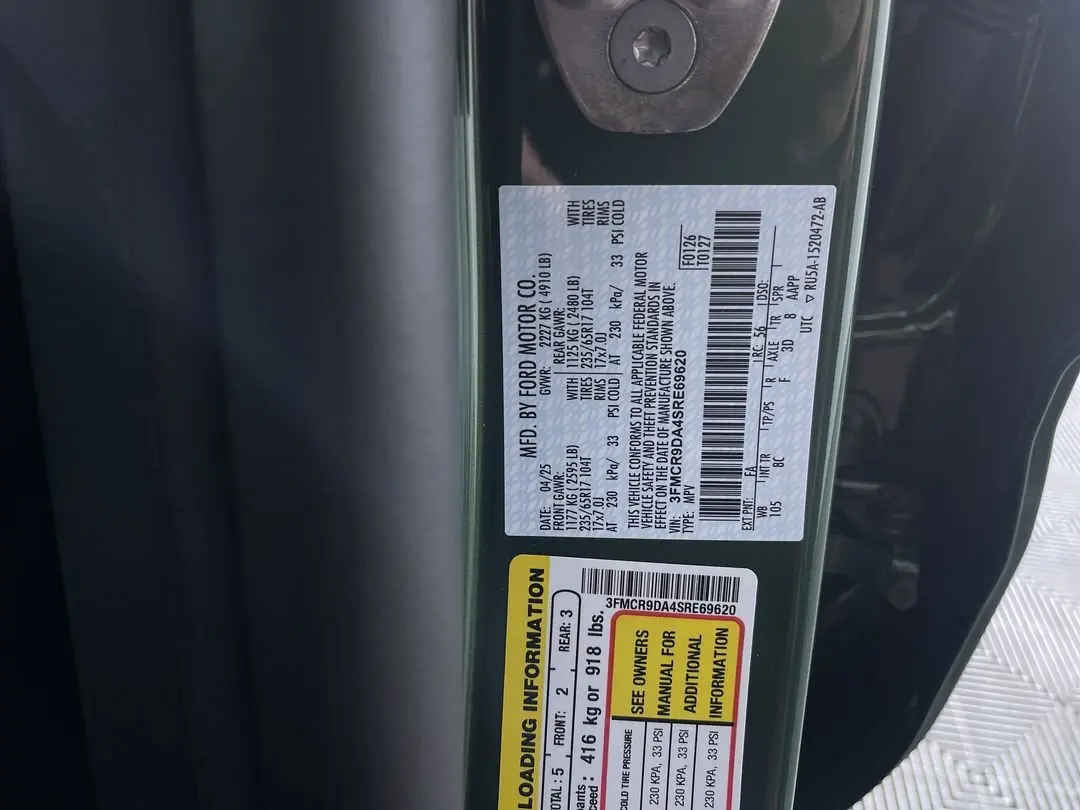 MFD. BY FORD MOTOR CO.
DATE: 04/25 GVWR: 2227 KG ( 4910 LB)
FRONT GAWR: REAR GAWR:
1177 KG ( 2595 LB) WITH 1125 KG ( 2480 LB) WITH
235/65R17 104T TIRES 235/65R17 104T TIRES
17x7.0J RIMS 17x7.0J RIMS
AT 230 kPa/ 33 PSI COLD AT 230 kPa/ 33 PSI COLD
THIS VEHICLE CONFORMS TO ALL APPLICABLE FEDERAL MOTOR
VEHICLE SAFETY AND THEFT PREVENTION STANDARDS IN
EFFECT ON THE DATE OF MANUFACTURE SHOWN ABOVE.
VIN: 3FMCR9DA4SRE69620
TYPE: MPV
F0126
T0127
EXT PNT: FA RC: 56 DSO:
WB INT TR TP/PS R AXLE TR SPR
105 8C F 3D 8 AAPP
UTC ▽ RU5A-1520472-AB
LOADING INFORMATION
OTAL : 5 FRONT: 2 REAR: 3
pants :
ceed : 416 kg or 918 lbs.
3FMCR9DA4SRE69620
COLD TIRE PRESSURE
230 KPA, 33 PSI
230 KPA, 33 PSI
230 KPA, 33 PSI
SEE OWNERS
MANUAL FOR
ADDITIONAL
INFORMATION